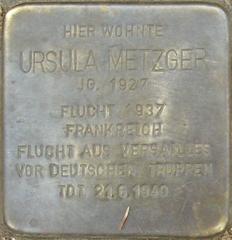 HIER WOHNTE
URSULA METZGER
JG. 1927
FLUCHT 1937
FRANKREICH
FLUCHT AUS VERSAILLES
VOR DEUTSCHEN TRUPPEN
TOT 21.6.1940